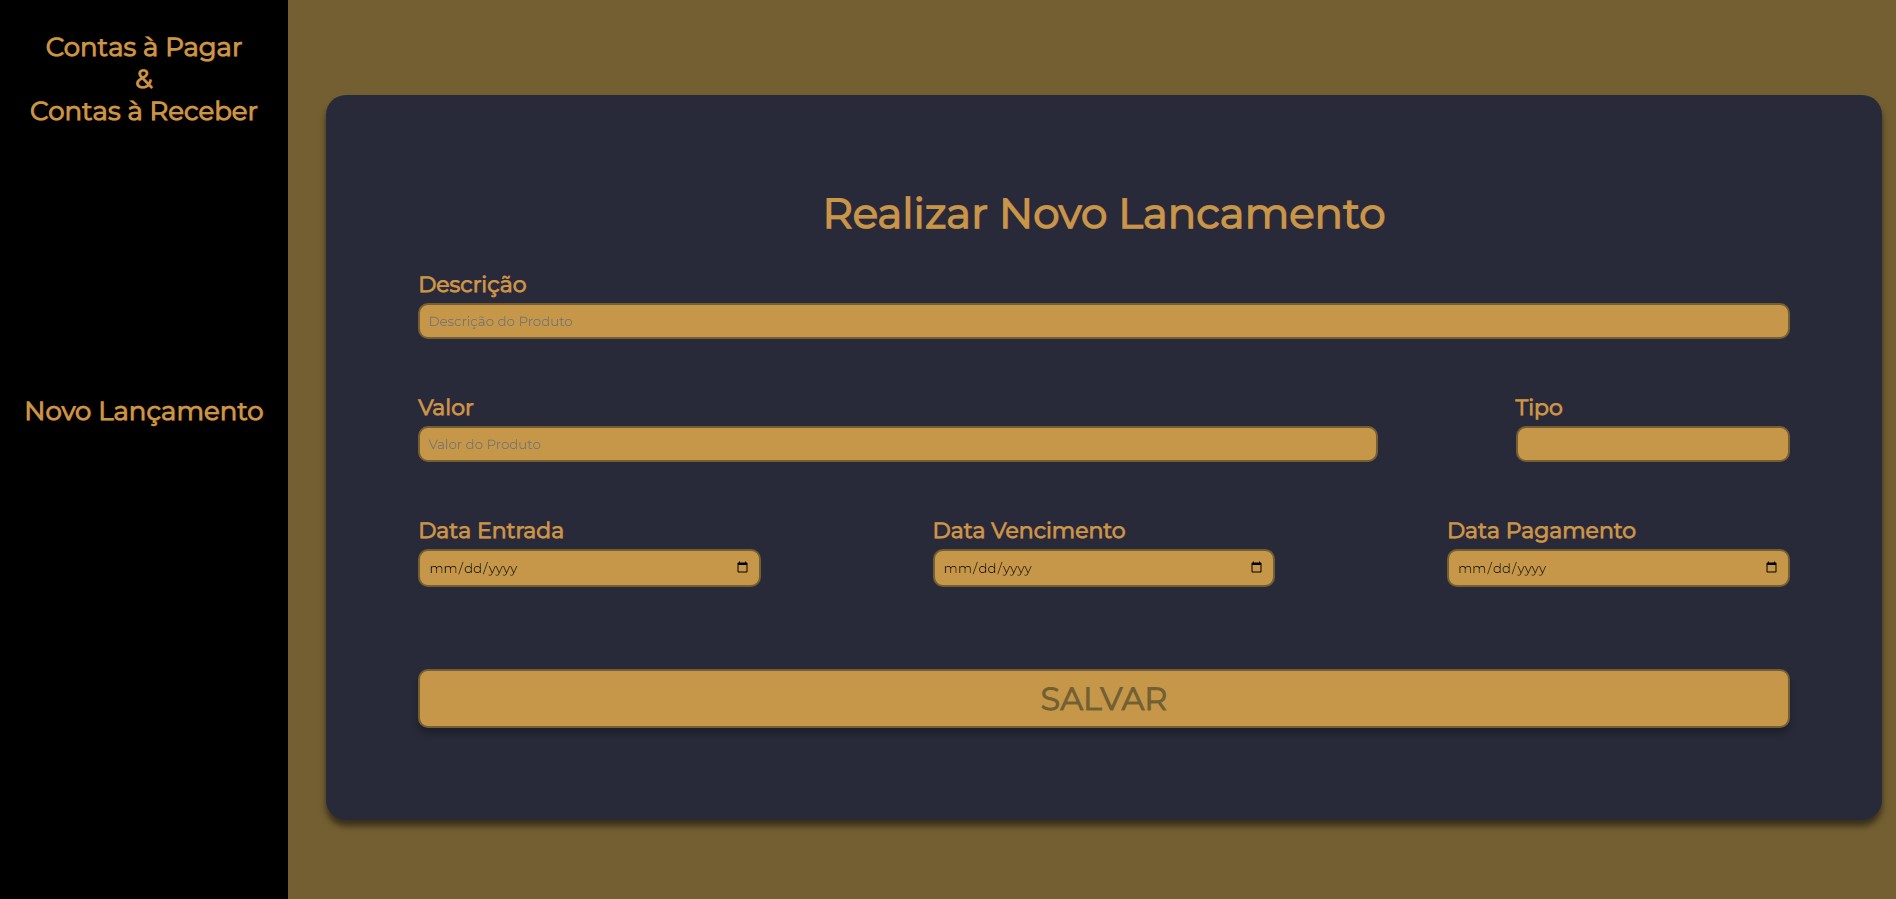 Contas à Pagar
&
Contas à Receber
Novo Lançamento
Realizar Novo Lancamento
Descrição
Descrição do Produto
Valor
Tipo
Valor do Produto
Data Entrada
Data Vencimento
Data Pagamento
mm/dd/yyyy
mm/dd/yyyy
mm/dd/yyyy
SALVAR